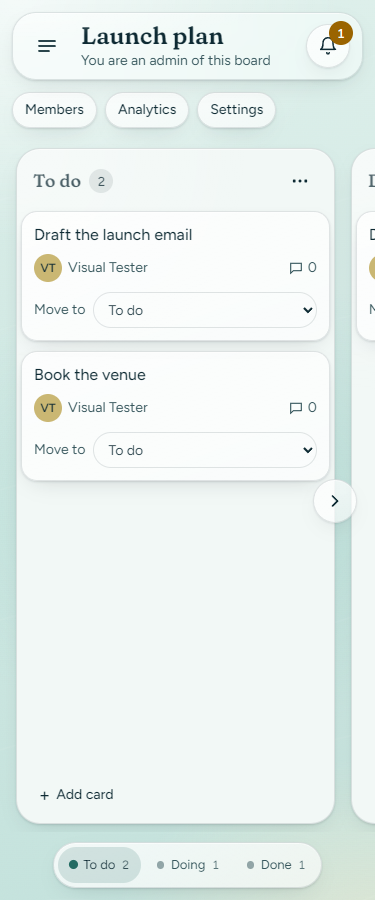 Launch plan
1
You are an admin of this board
Members Analytics Settings
To do 2
Draft the launch email
VT Visual Tester 0
Move to To do
Book the venue
VT Visual Tester 0
Move to To do
+ Add card
To do 2 Doing 1 Done 1